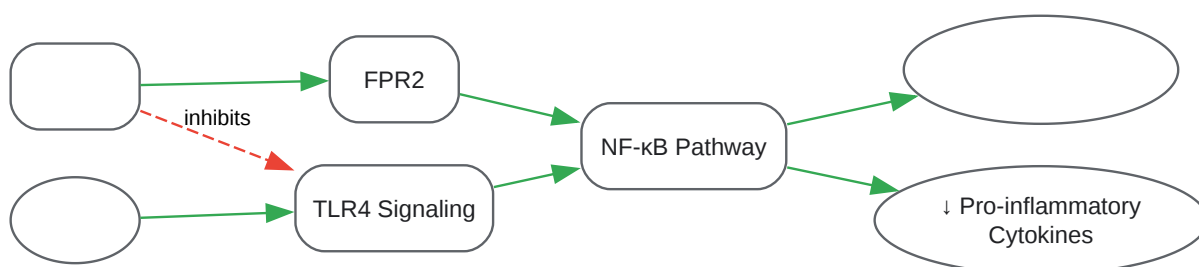 FPR2
inhibits
NF-κB Pathway
TLR4 Signaling
↓ Pro-inflammatory
Cytokines